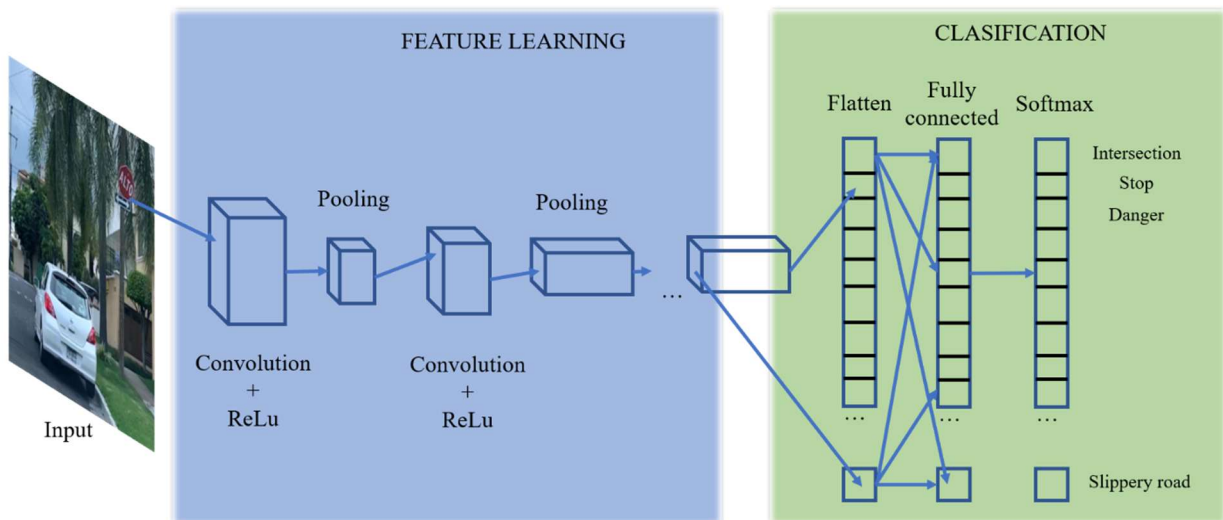 FEATURE LEARNING
CLASIFICATION
Flatten
Fully
connected
Softmax
ALTO
Pooling
Pooling
Intersection
Stop
Danger
...
Convolution
+
ReLu
Convolution
+
ReLu
Input
...
...
...
Slippery road